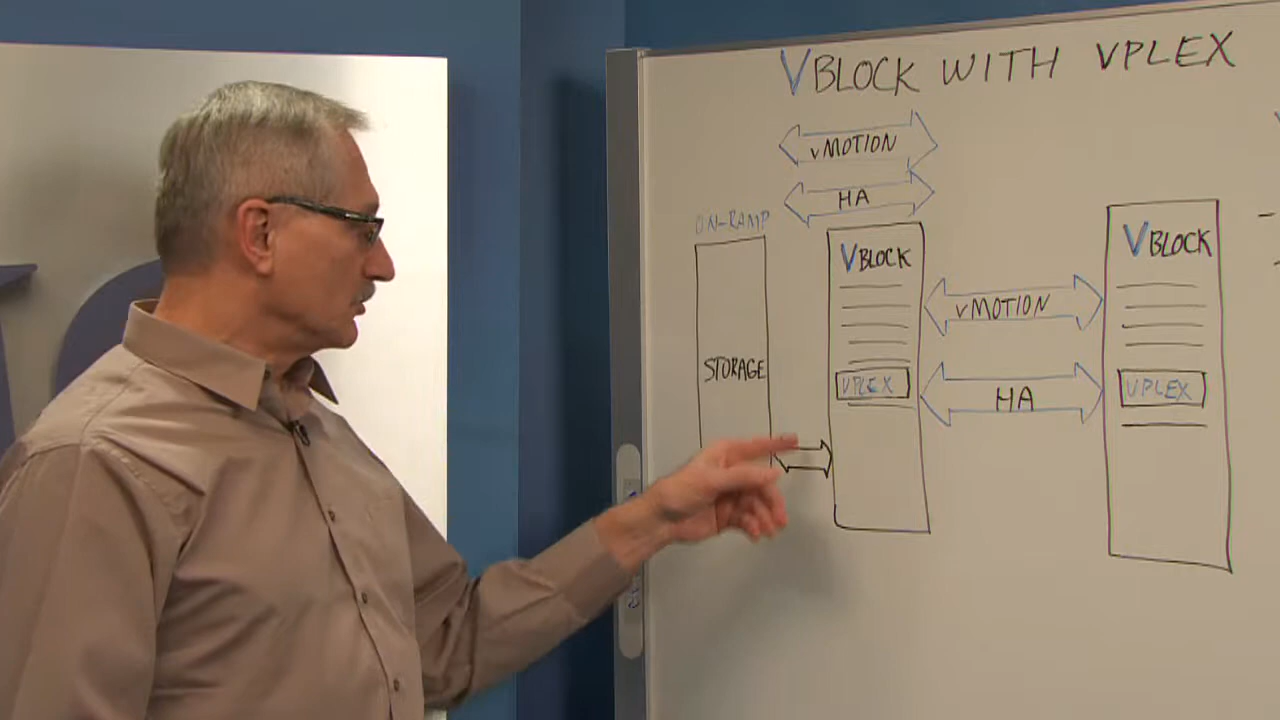 VBLOCK WITH VPLEX
vMOTION
HA
ON-RAMP
STORAGE
VBLOCK
VPLEX
vMOTION
HA
VBLOCK
VPLEX